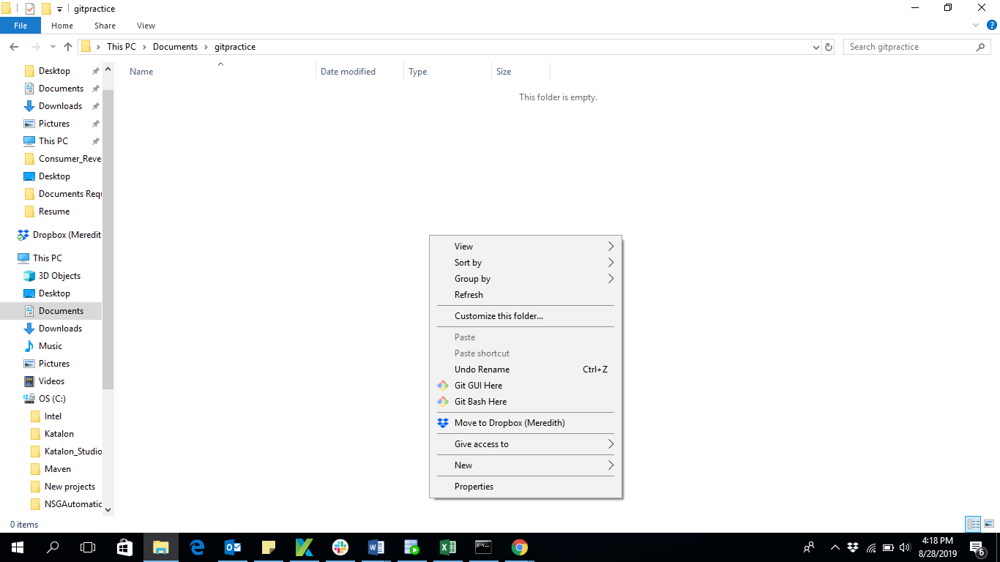 gitpractice
File Home Share View
This PC Documents gitpractice
Search gitpractice
Name Date modified Type Size
This folder is empty.
Desktop
Documents
Downloads
Pictures
This PC
Consumer_Reve
Desktop
Documents Requ
Resume
Dropbox (Meredit
This PC
3D Objects
Desktop
Documents
Downloads
Music
Pictures
Videos
OS (C:)
Intel
Katalon
Katalon_Studio
Maven
New projects
NSGAutomatic
View
Sort by
Group by
Refresh
Customize this folder...
Paste
Paste shortcut
Undo Rename Ctrl+Z
Git GUI Here
Git Bash Here
Move to Dropbox (Meredith)
Give access to
New
Properties
0 items
4:18 PM
8/28/2019
6